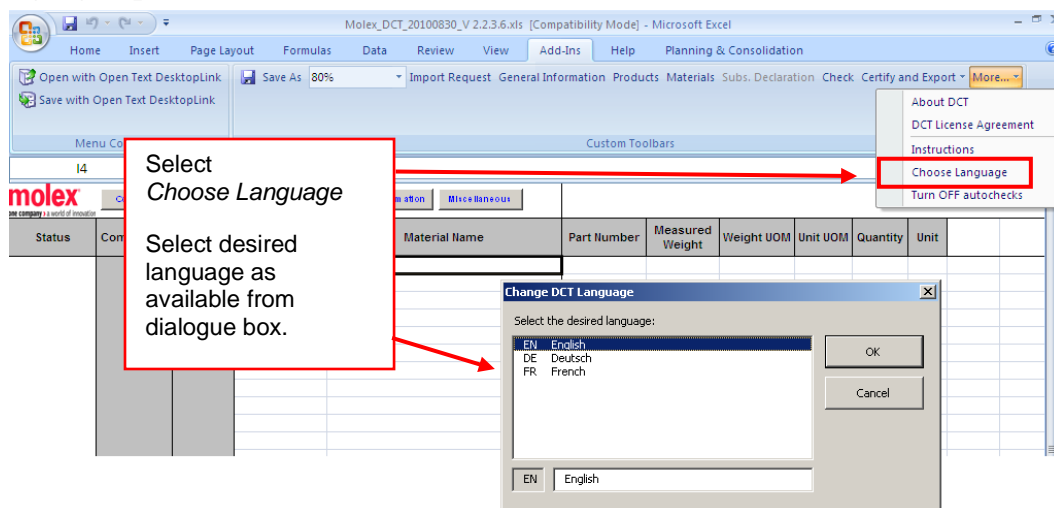 Molex_DCT_20100830_V 2.2.3.6.xls [Compatibility Mode] - Microsoft Excel
Home Insert Page Layout Formulas Data Review View Add-Ins Help Planning & Consolidation
Open with Open Text DesktopLink Save As 80% Import Request General Information Products Materials Subs. Declaration Check Certify and Export More...
Save with Open Text DesktopLink
About DCT
DCT License Agreement
Instructions
Choose Language
Turn OFF autochecks
Menu Co
Custom Toolbars
I4
Select
Choose Language
Select desired
language as
available from
dialogue box.
molex
one company › a world of innovation
Miscellaneous
Status Com Material Name Part Number Measured Weight Weight UOM Unit UOM Quantity Unit
Change DCT Language
Select the desired language:
EN English
DE Deutsch
FR French
OK
Cancel
EN English